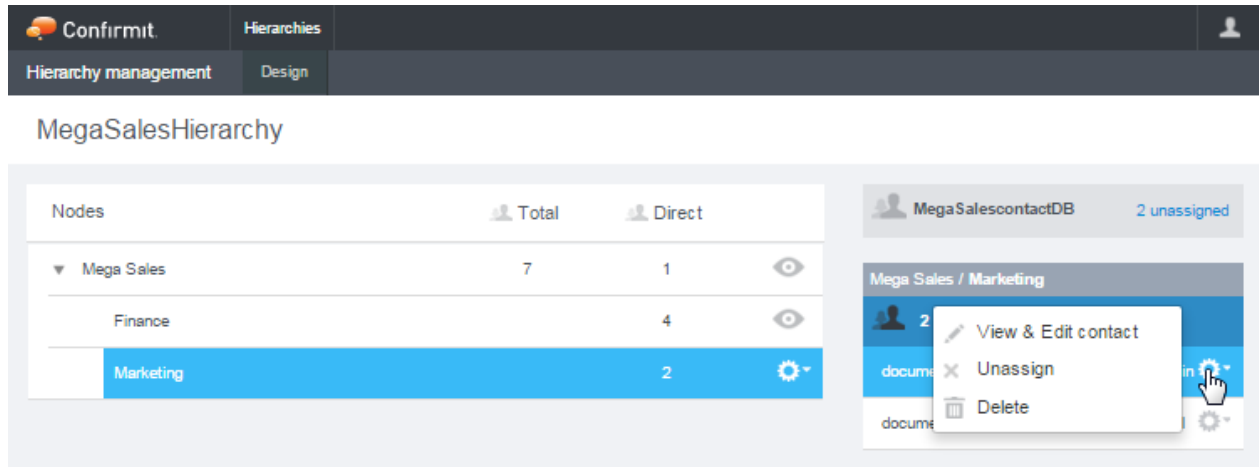 Confirmit. Hierarchies
Hierarchy management Design
MegaSalesHierarchy
Nodes Total Direct
Mega Sales 7 1
Finance 4
Marketing 2
MegaSalescontactDB 2 unassigned
Mega Sales / Marketing
2
View & Edit contact
Unassign
Delete